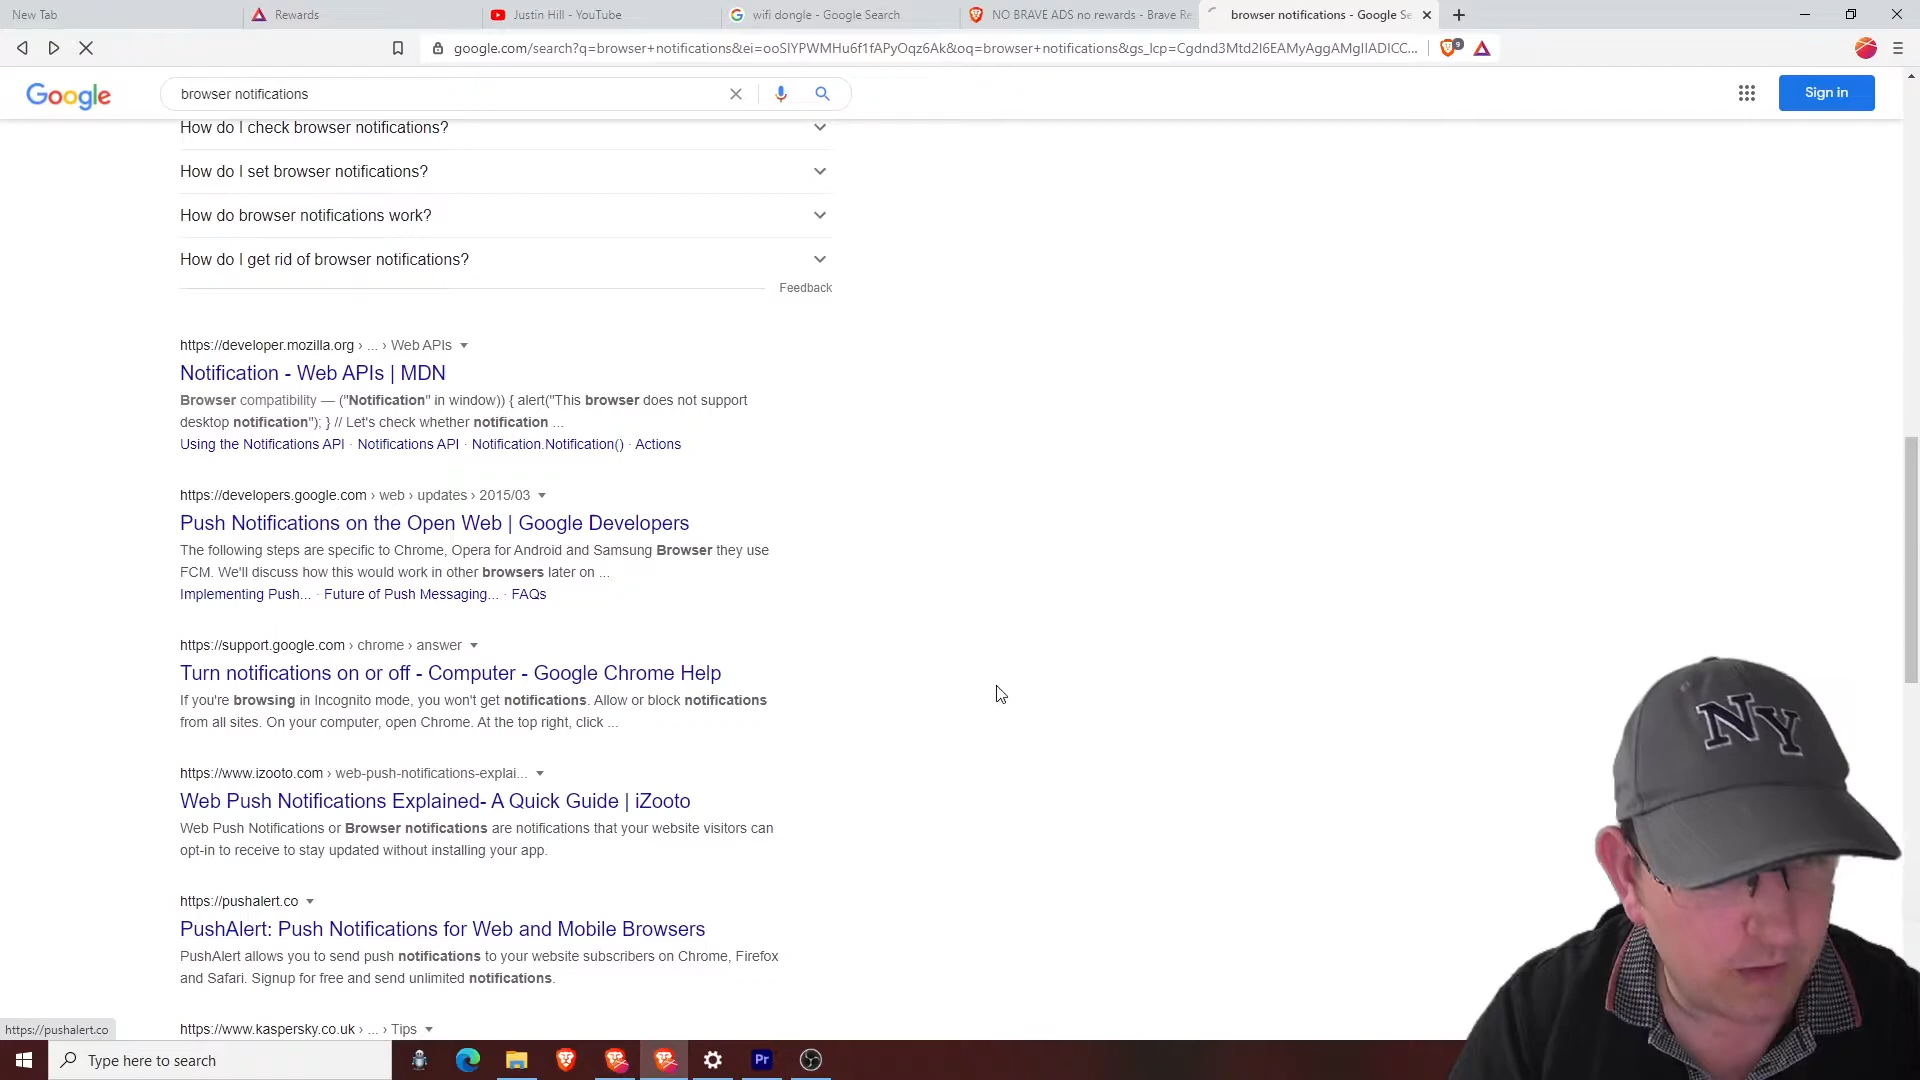 New Tab
Rewards
Justin Hill - YouTube
wifi dongle - Google Search
NO BRAVE ADS no rewards - Brave Re
browser notifications - Google Se
google.com/search?q=browser+notifications&ei=ooSlYPWMHu6f1fAPyOqz6Ak&oq=browser+notifications&gs_lcp=Cgdnd3Mtd2l6EAMyAggAMgIIADICC...
9
Google
browser notifications
Sign in
How do I check browser notifications?
How do I set browser notifications?
How do browser notifications work?
How do I get rid of browser notifications?
Feedback
https://developer.mozilla.org › ... › Web APIs
Notification - Web APIs | MDN
Browser compatibility — ("Notification" in window)) { alert("This browser does not support
desktop notification"); } // Let's check whether notification ...
Using the Notifications API · Notifications API · Notification.Notification() · Actions
https://developers.google.com › web › updates › 2015/03
Push Notifications on the Open Web | Google Developers
The following steps are specific to Chrome, Opera for Android and Samsung Browser they use
FCM. We'll discuss how this would work in other browsers later on ...
Implementing Push... · Future of Push Messaging... · FAQs
https://support.google.com › chrome › answer
Turn notifications on or off - Computer - Google Chrome Help
If you're browsing in Incognito mode, you won't get notifications. Allow or block notifications
from all sites. On your computer, open Chrome. At the top right, click ...
https://www.izooto.com › web-push-notifications-explai...
Web Push Notifications Explained- A Quick Guide | iZooto
Web Push Notifications or Browser notifications are notifications that your website visitors can
opt-in to receive to stay updated without installing your app.
https://pushalert.co
PushAlert: Push Notifications for Web and Mobile Browsers
PushAlert allows you to send push notifications to your website subscribers on Chrome, Firefox
and Safari. Signup for free and send unlimited notifications.
https://www.kaspersky.co.uk › ... › Tips
https://pushalert.co
Type here to search
Pr
NY